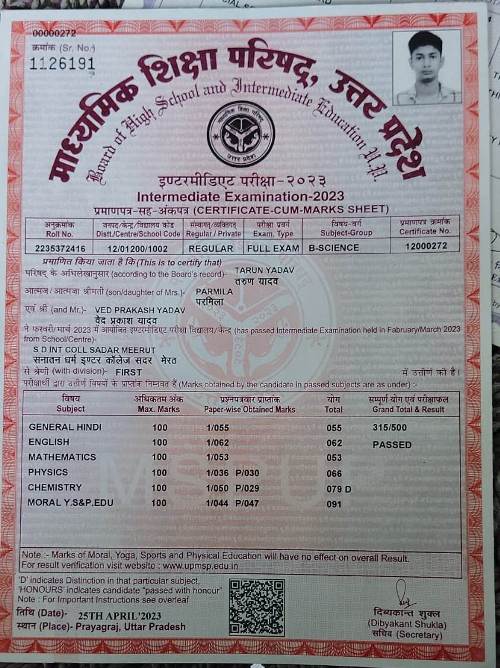 00000272
क्रमांक (Sr. No.)
1126191
माध्यमिक शिक्षा परिषद्, उत्तर प्रदेश
Board of High School and Intermediate Education U.P.
इण्टरमीडिएट परीक्षा-२०२३
Intermediate Examination-2023
प्रमाणपत्र-सह-अंकपत्र (CERTIFICATE-CUM-MARKS SHEET)
अनुक्रमांक जनपद/केन्द्र/विद्यालय कोड संस्थागत/व्यक्तिगत परीक्षा प्रकार विषय-वर्ग प्रमाणपत्र क्रमांक
Roll No. Distt./Centre/School Code Regular / Private Exam. Type Subject-Group Certificate No.
2235372416 12/01200/1002 REGULAR FULL EXAM B-SCIENCE 12000272
प्रमाणित किया जाता है कि(This is to certify that)
परिषद् के अभिलेखानुसार (according to the Board's record)- TARUN YADAV
तरुण यादव
आत्मज/आत्मजा श्रीमती (son/daughter of Mrs.)- PARMILA
परमिला
एवं श्री (and Mr.)- VED PRAKASH YADAV
वेद प्रकाश यादव
ने फरवरी/मार्च 2023 में आयोजित इण्टरमीडिएट परीक्षा विद्यालय/केन्द्र (has passed Intermediate Examination held in February/March 2023
from School/Centre)-
S D INT COLL SADAR MEERUT
सनातन धर्म इण्टर कॉलेज सदर मेरठ
से श्रेणी (with division)- FIRST में उत्तीर्ण की है।
परीक्षार्थी द्वारा उत्तीर्ण विषयों के प्राप्तांक निम्नवत हैं (Marks obtained by the candidate in passed subjects are as under) :-
विषय अधिकतम अंक प्रश्नपत्रवार प्राप्तांक योग सम्पूर्ण योग एवं परीक्षाफल
Subject Max. Marks Paper-wise Obtained Marks Total Grand Total & Result
GENERAL HINDI 100 1/055 055 315/500
ENGLISH 100 1/062 062 PASSED
MATHEMATICS 100 1/053 053
PHYSICS 100 1/036 P/030 066
CHEMISTRY 100 1/050 P/029 079 D
MORAL Y.S&P.EDU 100 1/044 P/047 091
Note :- Marks of Moral, Yoga, Sports and Physical Education will have no effect on overall Result.
For result verification visit website : www.upmsp.edu.in
'D' indicates Distinction in that particular subject.
'HONOURS' indicates candidate "passed with honour"
Note : For Important Instructions see overleaf
तिथि (Date)- 25TH APRIL'2023
स्थान (Place)- Prayagraj, Uttar Pradesh
दिब्यकान्त शुक्ल
(Dibyakant Shukla)
सचिव (Secretary)